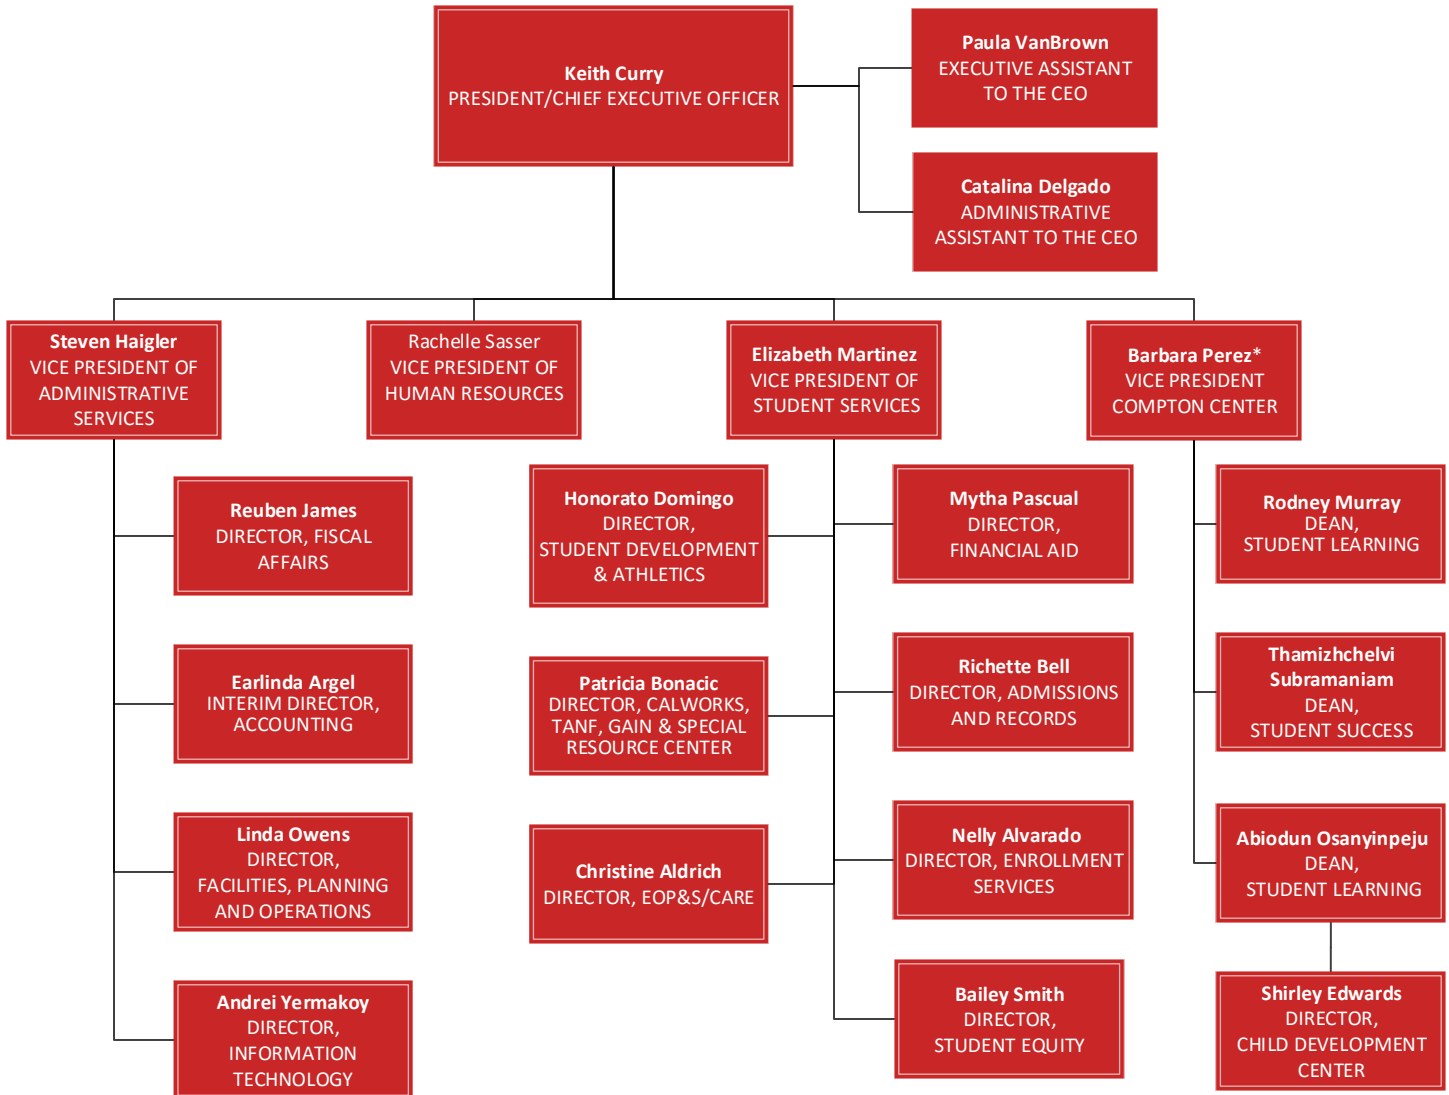 Keith Curry
PRESIDENT/CHIEF EXECUTIVE OFFICER
Paula VanBrown
EXECUTIVE ASSISTANT
TO THE CEO
Catalina Delgado
ADMINISTRATIVE
ASSISTANT TO THE CEO
Steven Haigler
VICE PRESIDENT OF
ADMINISTRATIVE
SERVICES
Rachelle Sasser
VICE PRESIDENT OF
HUMAN RESOURCES
Elizabeth Martinez
VICE PRESIDENT OF
STUDENT SERVICES
Barbara Perez*
VICE PRESIDENT
COMPTON CENTER
Reuben James
DIRECTOR, FISCAL
AFFAIRS
Earlinda Argel
INTERIM DIRECTOR,
ACCOUNTING
Linda Owens
DIRECTOR,
FACILITIES, PLANNING
AND OPERATIONS
Andrei Yermakoy
DIRECTOR,
INFORMATION
TECHNOLOGY
Honorato Domingo
DIRECTOR,
STUDENT DEVELOPMENT
& ATHLETICS
Patricia Bonacic
DIRECTOR, CALWORKS,
TANF, GAIN & SPECIAL
RESOURCE CENTER
Christine Aldrich
DIRECTOR, EOP&S/CARE
Mytha Pascual
DIRECTOR,
FINANCIAL AID
Richette Bell
DIRECTOR, ADMISSIONS
AND RECORDS
Nelly Alvarado
DIRECTOR, ENROLLMENT
SERVICES
Bailey Smith
DIRECTOR,
STUDENT EQUITY
Rodney Murray
DEAN,
STUDENT LEARNING
Thamizhchelvi
Subramaniam
DEAN,
STUDENT SUCCESS
Abiodun Osanyinpeju
DEAN,
STUDENT LEARNING
Shirley Edwards
DIRECTOR,
CHILD DEVELOPMENT
CENTER